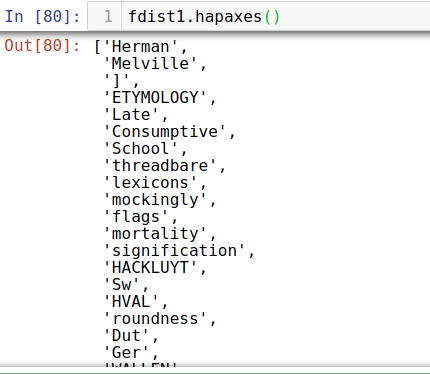 In [80]: 1 fdist1.hapaxes()
Out[80]: ['Herman',
'Melville',
']',
'ETYMOLOGY',
'Late',
'Consumptive',
'School',
'threadbare',
'lexicons',
'mockingly',
'flags',
'mortality',
'signification',
'HACKLUYT',
'Sw',
'HVAL',
'roundness',
'Dut',
'Ger',